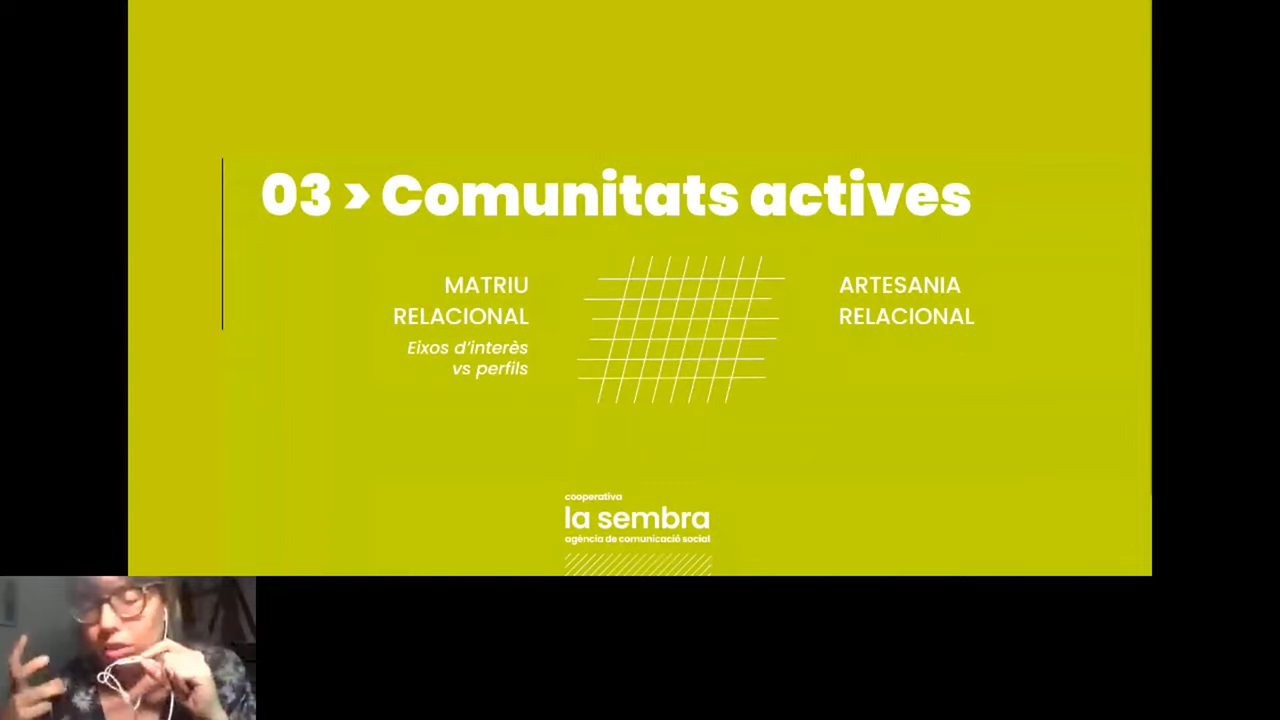 03 > Comunitats actives
MATRIU
RELACIONAL
Eixos d'interès
vs perfils
ARTESANIA
RELACIONAL
cooperativa
la sembra
agència de comunicació social